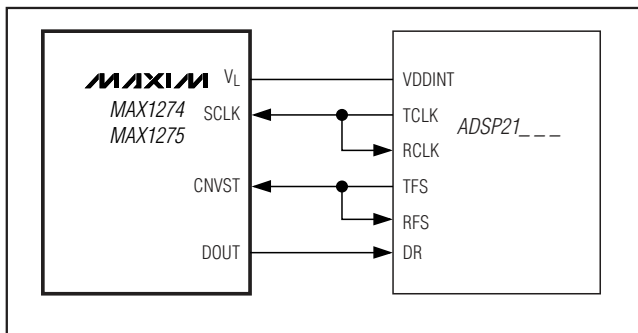 MAXIM
MAX1274
MAX1275
VL
SCLK
CNVST
DOUT
VDDINT
TCLK
RCLK
TFS
RFS
DR
ADSP21_ _ _